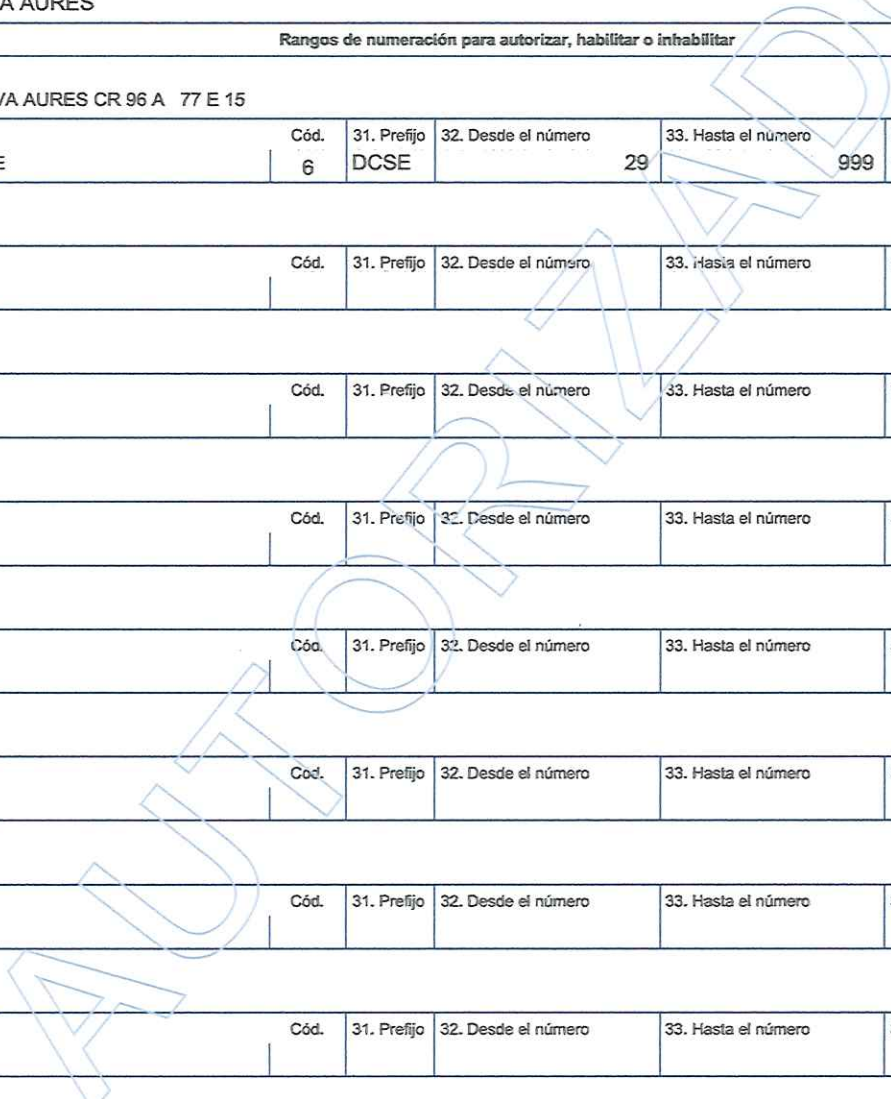 A AURES
Rangos de numeración para autorizar, habilitar o inhabilitar
VA AURES CR 96 A 77 E 15
Cód. 31. Prefijo 32. Desde el número 33. Hasta el número
E 6 DCSE 29 999
Cód. 31. Prefijo 32. Desde el número 33. Hasta el número
Cód. 31. Prefijo 32. Desde el número 33. Hasta el número
Cód. 31. Prefijo 32. Desde el número 33. Hasta el número
Cód. 31. Prefijo 32. Desde el número 33. Hasta el número
Cód. 31. Prefijo 32. Desde el número 33. Hasta el número
Cód. 31. Prefijo 32. Desde el número 33. Hasta el número
Cód. 31. Prefijo 32. Desde el número 33. Hasta el número
AUTORIZAD